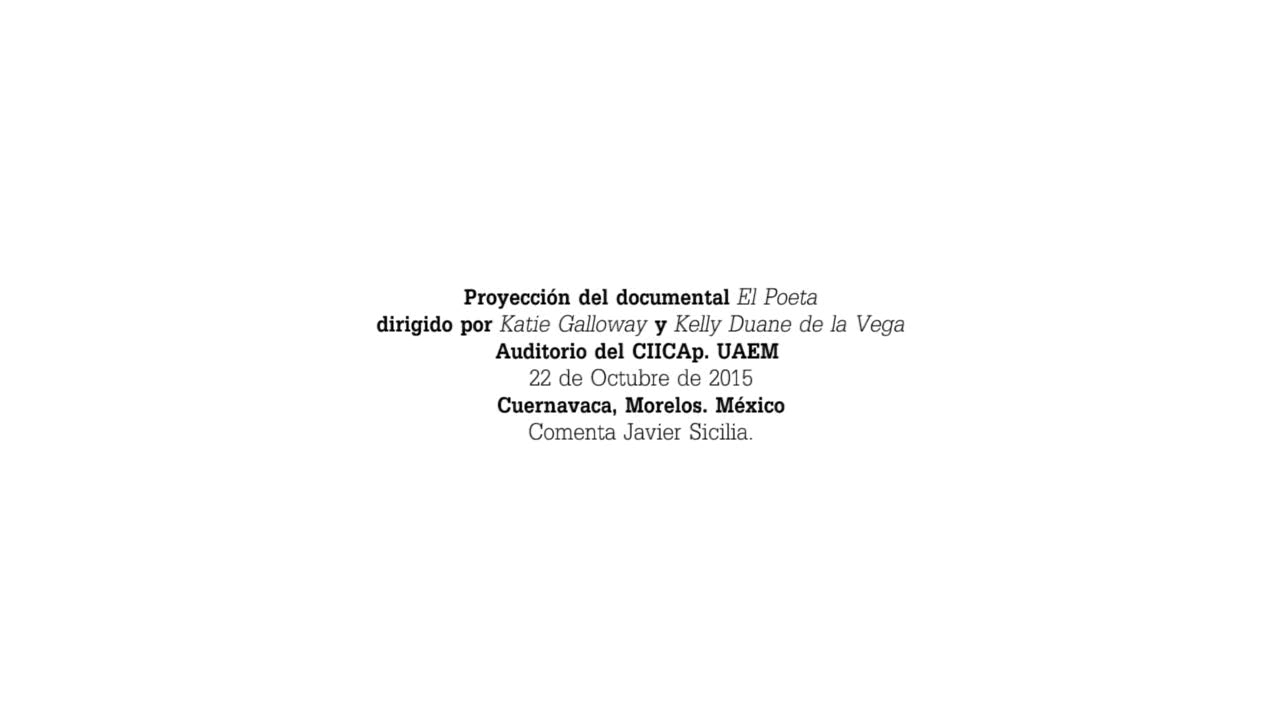 Proyección del documental El Poeta
dirigido por Katie Galloway y Kelly Duane de la Vega
Auditorio del CIICAp. UAEM
22 de Octubre de 2015
Cuernavaca, Morelos. México
Comenta Javier Sicilia.